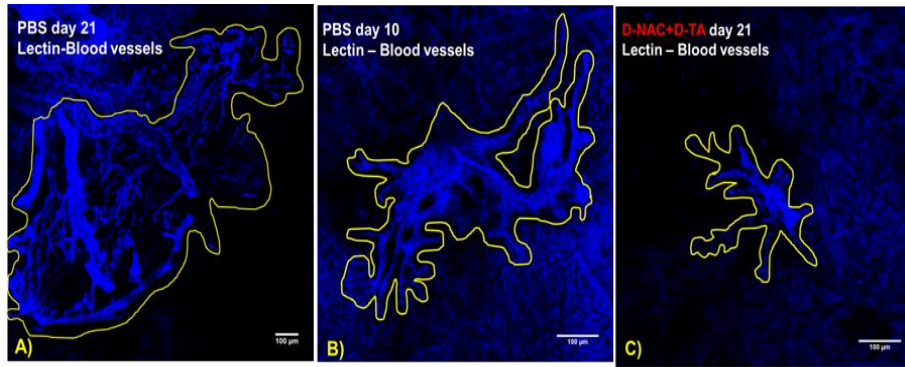 PBS day 21
Lectin-Blood vessels
100 µm
A)
PBS day 10
Lectin – Blood vessels
100 µm
B)
D-NAC+D-TA day 21
Lectin – Blood vessels
100 µm
C)